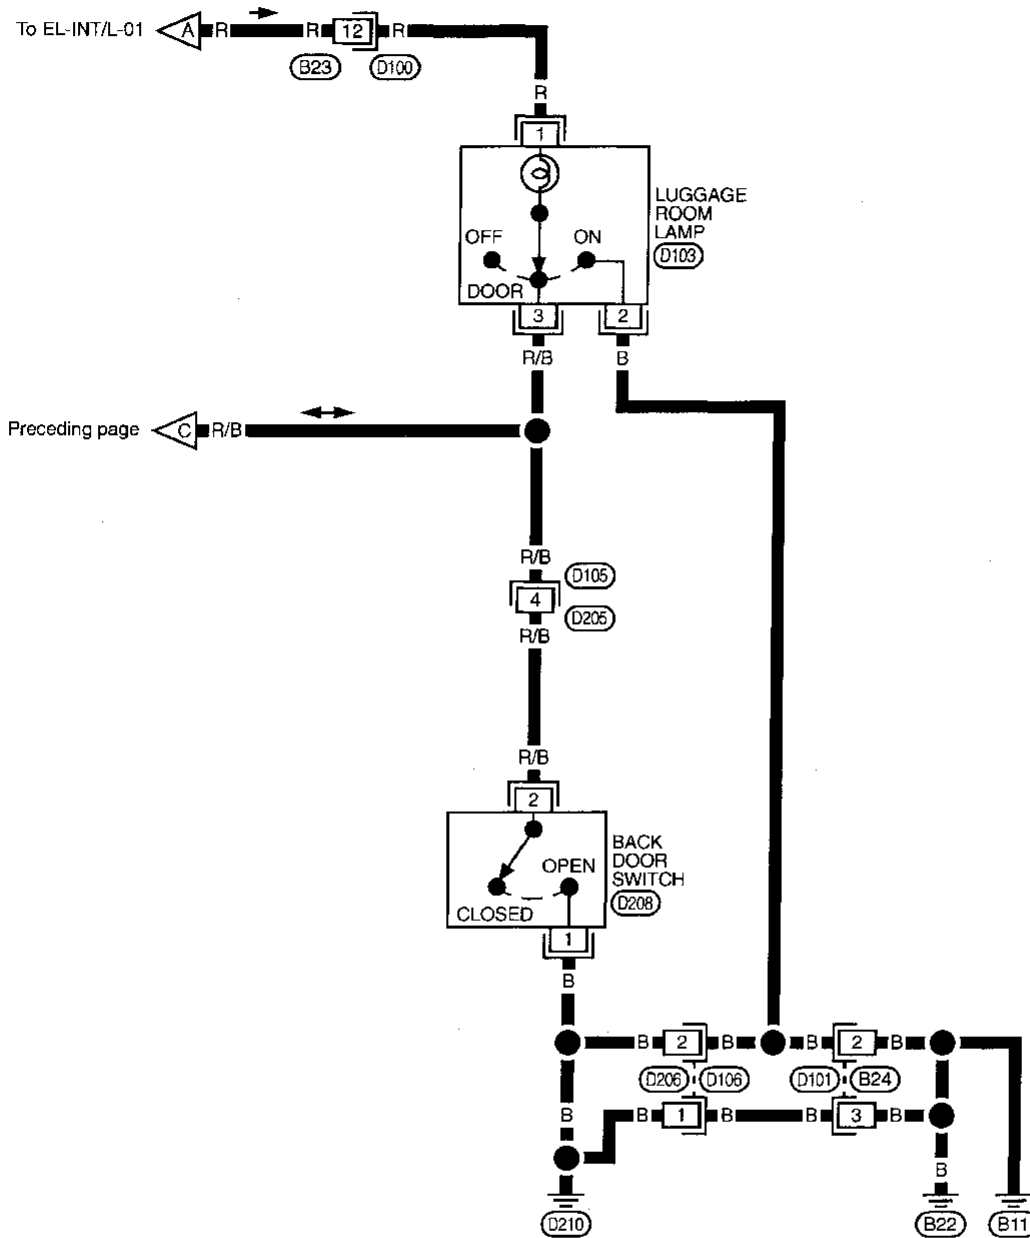 To EL-INT/L-01 A R R 12 R
B23 D100
R
1
LUGGAGE
ROOM
LAMP
D103
OFF ON
DOOR
3 2
R/B B
Preceding page C R/B
R/B
D105
4
D205
R/B
R/B
2
BACK
DOOR
SWITCH
D208
OPEN
CLOSED
1
B
B 2 B B 2 B
D206 D106 D101 B24
B B 1 B B 3 B
B
D210 B22 B11